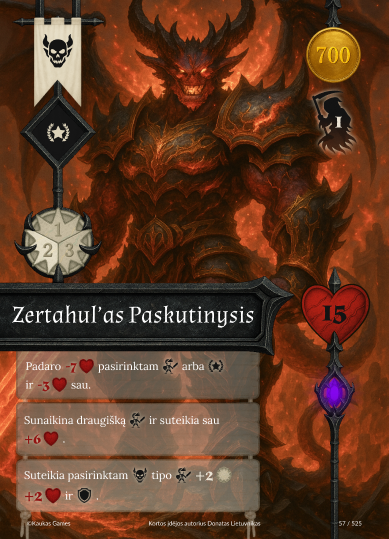 700
1
1
2 3
Zertahul'as Paskutinysis
15
Padaro -7 pasirinktam arba
ir -3 sau.
Sunaikina draugišką ir suteikia sau
+6 .
Suteikia pasirinktam tipo +2
+2 ir .
©Kaukas Games Kortos idėjos autorius Donatas Lietuvnikas 57 / 525